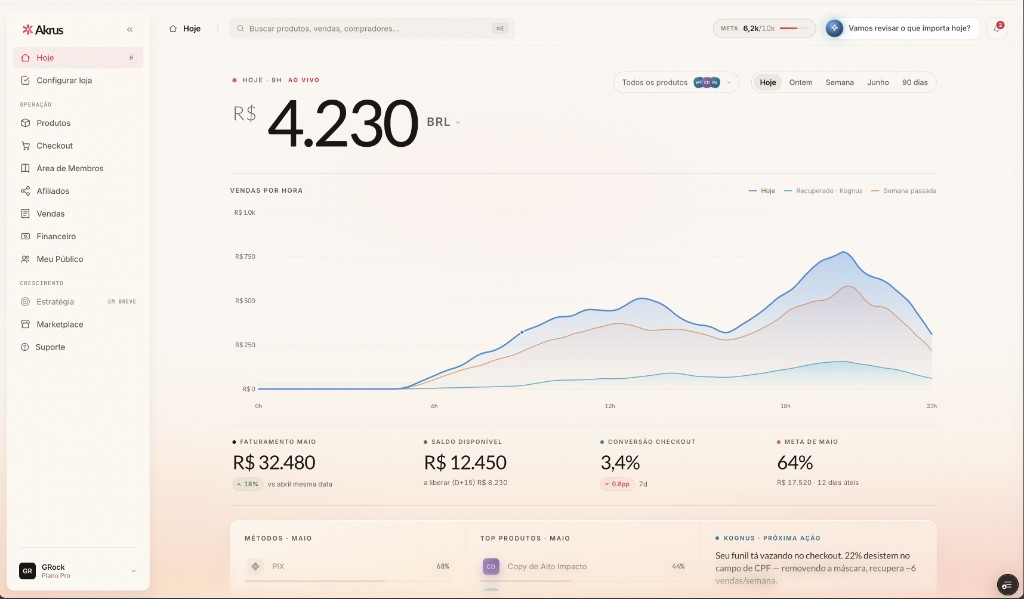 Akrus
Hoje
H
Configurar loja
OPERAÇÃO
Produtos
Checkout
Área de Membros
Afiliados
Vendas
Financeiro
Meu Público
CRESCIMENTO
Estratégia
EM BREVE
Marketplace
Suporte
GR
GRock
Plano Pro
Hoje
Buscar produtos, vendas, compradores...
META 6,2k/10k
Vamos revisar o que importa hoje?
2
HOJE · 9H AO VIVO
R$ 4.230 BRL
Todos os produtos
Hoje Ontem Semana Junho 90 dias
VENDAS POR HORA
Hoje Recuperado · Kognus Semana passada
R$ 1.0k
R$ 750
R$ 500
R$ 250
R$ 0
0h 6h 12h 18h 23h
FATURAMENTO MAIO
R$ 32.480
18% vs abril mesma data
SALDO DISPONÍVEL
R$ 12.450
a liberar (D+15) R$ 8.230
CONVERSÃO CHECKOUT
3,4%
0.8pp 7d
META DE MAIO
64%
R$ 17.520 · 12 dias úteis
MÉTODOS · MAIO
PIX 68%
TOP PRODUTOS · MAIO
CD Copy de Alto Impacto 44%
KOGNUS · PRÓXIMA AÇÃO
Seu funil tá vazando no checkout. 22% desistem no
campo de CPF — removendo a máscara, recupera ~6
vendas/semana.